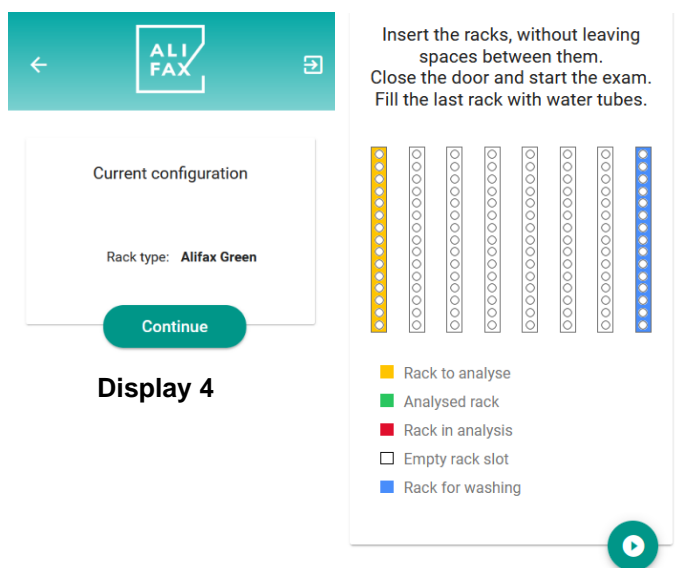 ALI
FAX
Current configuration
Rack type: Alifax Green
Continue
Display 4
Insert the racks, without leaving
spaces between them.
Close the door and start the exam.
Fill the last rack with water tubes.
Rack to analyse
Analysed rack
Rack in analysis
Empty rack slot
Rack for washing